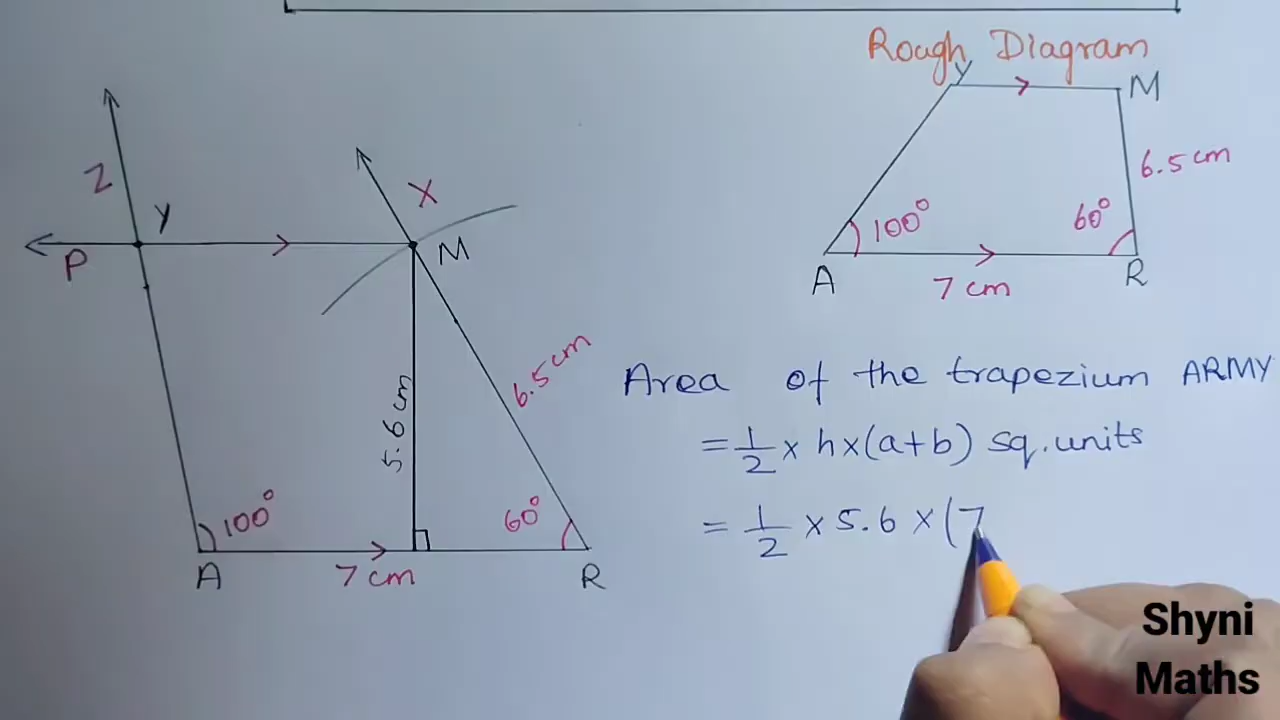 Rough Diagram
Y
M
6.5 cm
100°
60°
A
7 cm
R
Z
Y
X
P
M
6.5 cm
5.6 cm
100°
60°
A
7 cm
R
Area of the trapezium ARMY
= 1/2 × h × (a+b) sq. units
= 1/2 × 5.6 × (7
Shyni
Maths